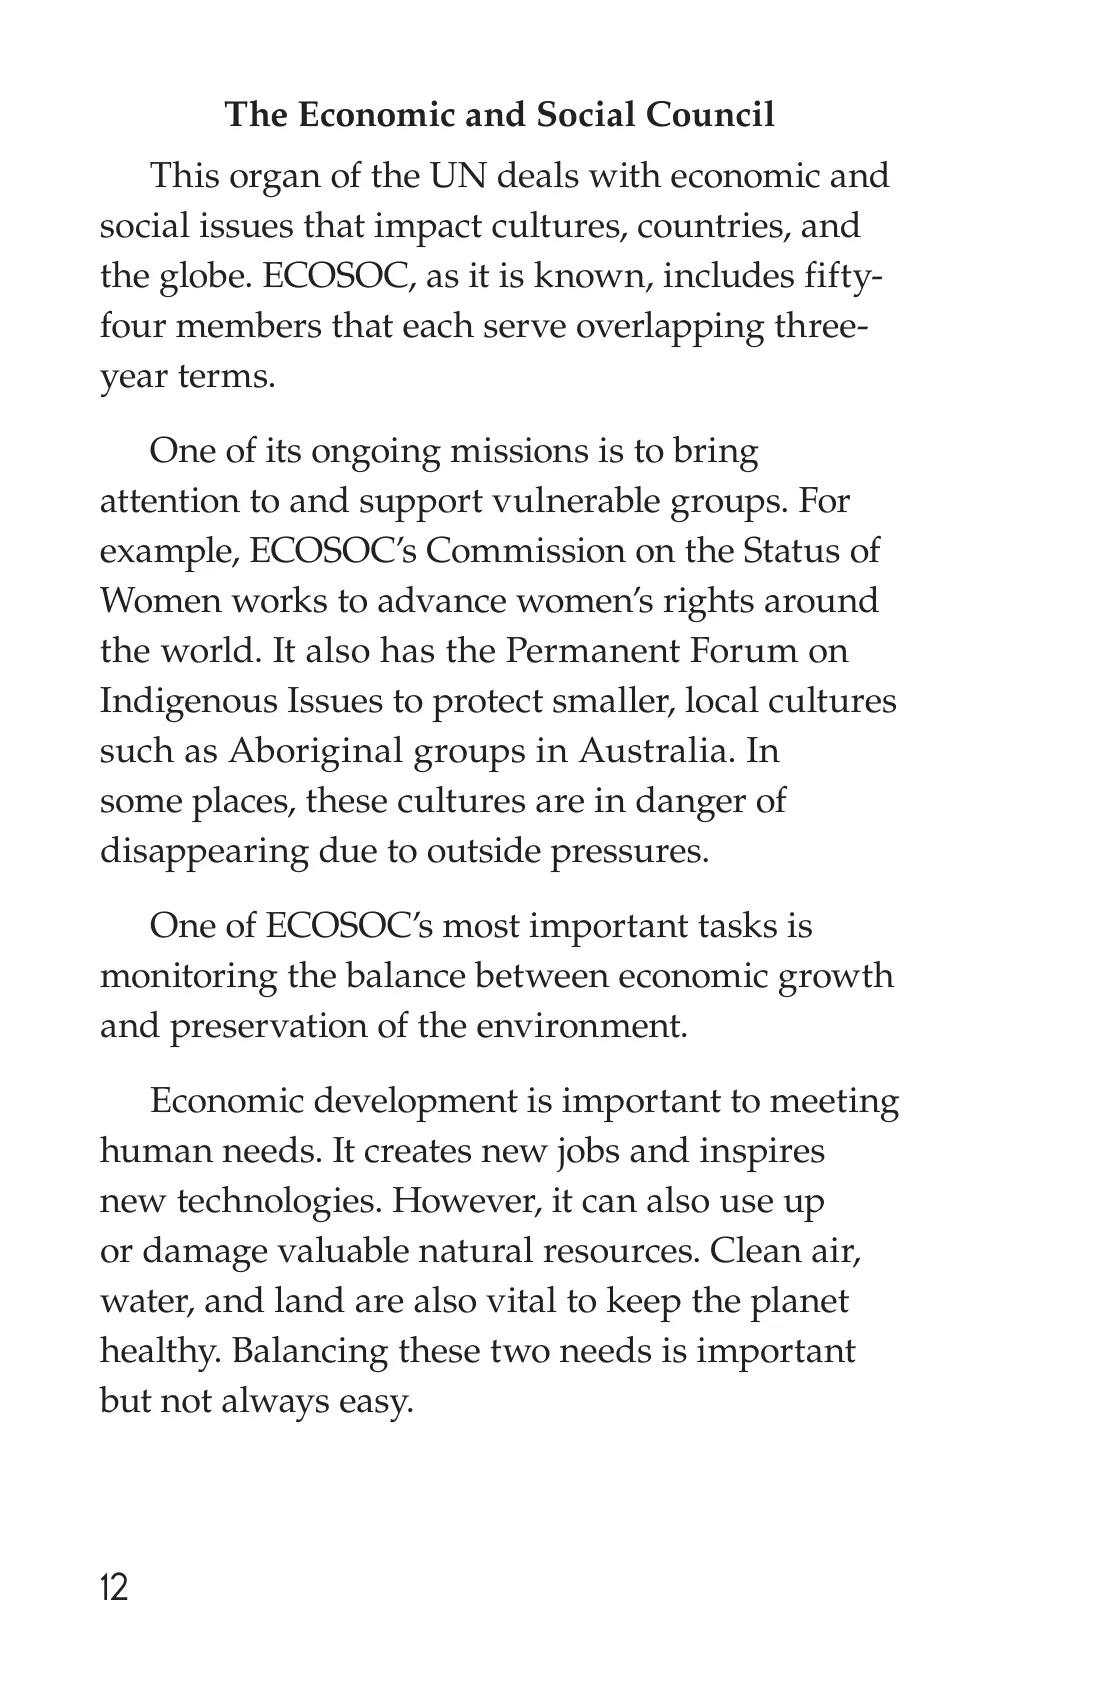 The Economic and Social Council
This organ of the UN deals with economic and
social issues that impact cultures, countries, and
the globe. ECOSOC, as it is known, includes fifty-
four members that each serve overlapping three-
year terms.
One of its ongoing missions is to bring
attention to and support vulnerable groups. For
example, ECOSOC’s Commission on the Status of
Women works to advance women’s rights around
the world. It also has the Permanent Forum on
Indigenous Issues to protect smaller, local cultures
such as Aboriginal groups in Australia. In
some places, these cultures are in danger of
disappearing due to outside pressures.
One of ECOSOC’s most important tasks is
monitoring the balance between economic growth
and preservation of the environment.
Economic development is important to meeting
human needs. It creates new jobs and inspires
new technologies. However, it can also use up
or damage valuable natural resources. Clean air,
water, and land are also vital to keep the planet
healthy. Balancing these two needs is important
but not always easy.
12